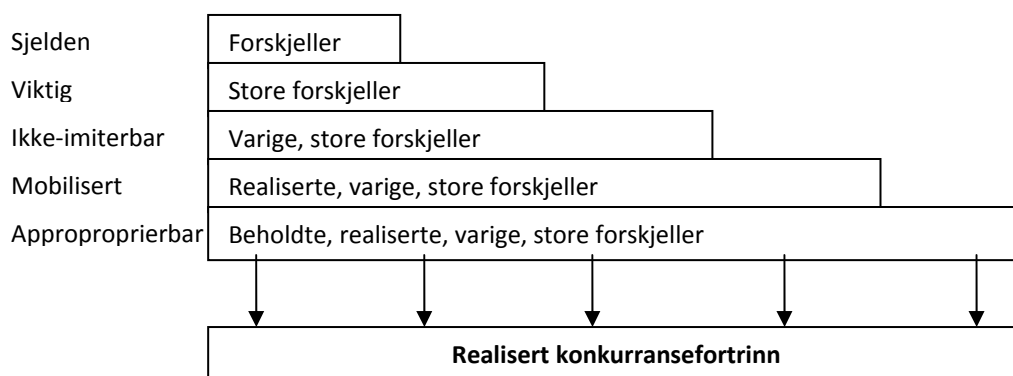 Sjelden Forskjeller
Viktig Store forskjeller
Ikke-imiterbar Varige, store forskjeller
Mobilisert Realiserte, varige, store forskjeller
Approproprierbar Beholdte, realiserte, varige, store forskjeller
Realisert konkurransefortrinn